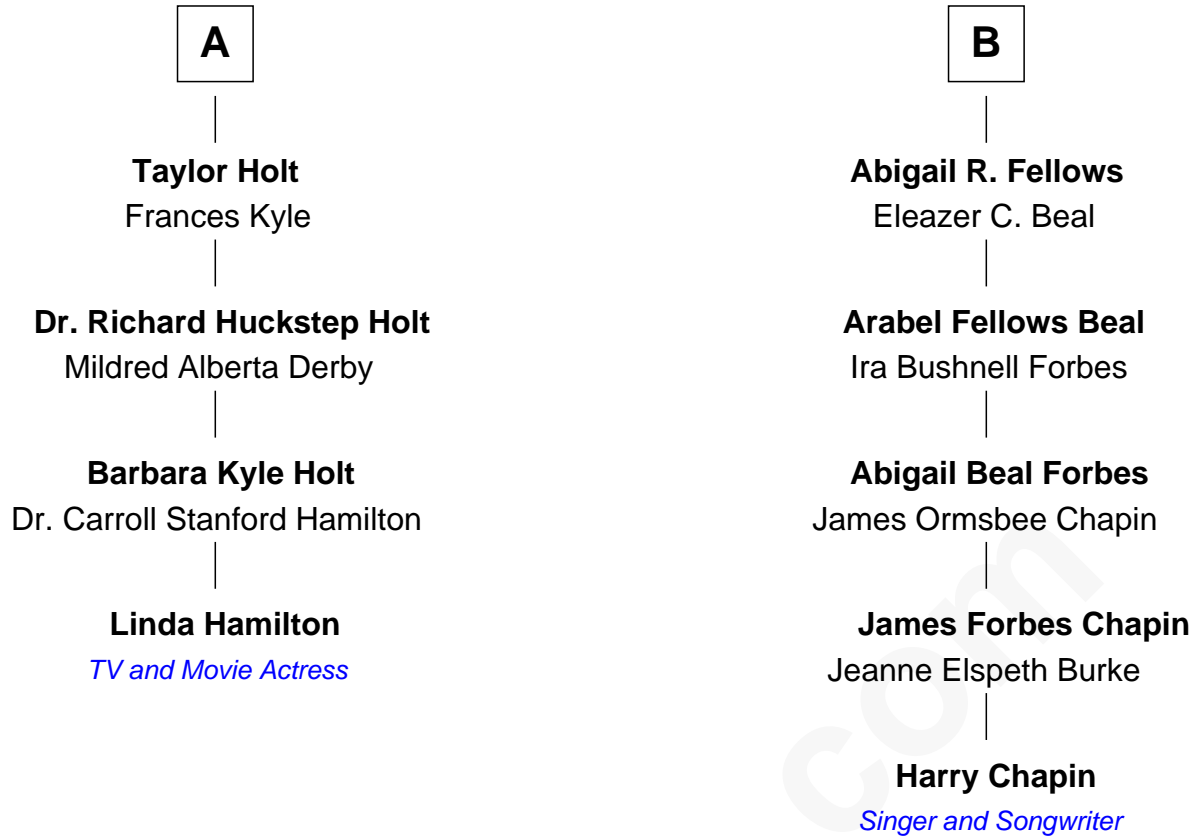 A
Taylor Holt
Frances Kyle
Dr. Richard Huckstep Holt
Mildred Alberta Derby
Barbara Kyle Holt
Dr. Carroll Stanford Hamilton
Linda Hamilton
TV and Movie Actress
B
Abigail R. Fellows
Eleazer C. Beal
Arabel Fellows Beal
Ira Bushnell Forbes
Abigail Beal Forbes
James Ormsbee Chapin
James Forbes Chapin
Jeanne Elspeth Burke
Harry Chapin
Singer and Songwriter
com